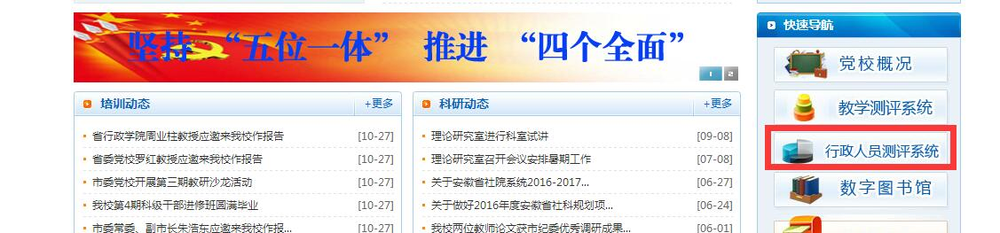 坚持 “五位一体” 推进 “四个全面”
1 2
培训动态 +更多
省行政学院周业柱教授应邀来我校作报告 [10-27]
省委党校罗红教授应邀来我校作报告 [10-27]
市委党校开展第三期教研沙龙活动 [10-27]
我校第4期科级干部进修班圆满毕业 [10-27]
市委常委、副市长朱浩东应邀来我校作报... [10-27]
科研动态 +更多
理论研究室进行科室试讲 [09-08]
理论研究室召开会议安排暑期工作 [07-08]
关于安徽省社院系统2016-2017... [06-27]
关于做好2016年度安徽省社科规划项... [06-24]
我校两位教师论文获市纪委优秀调研成果... [06-01]
快速导航
党校概况
教学测评系统
行政人员测评系统
数字图书馆